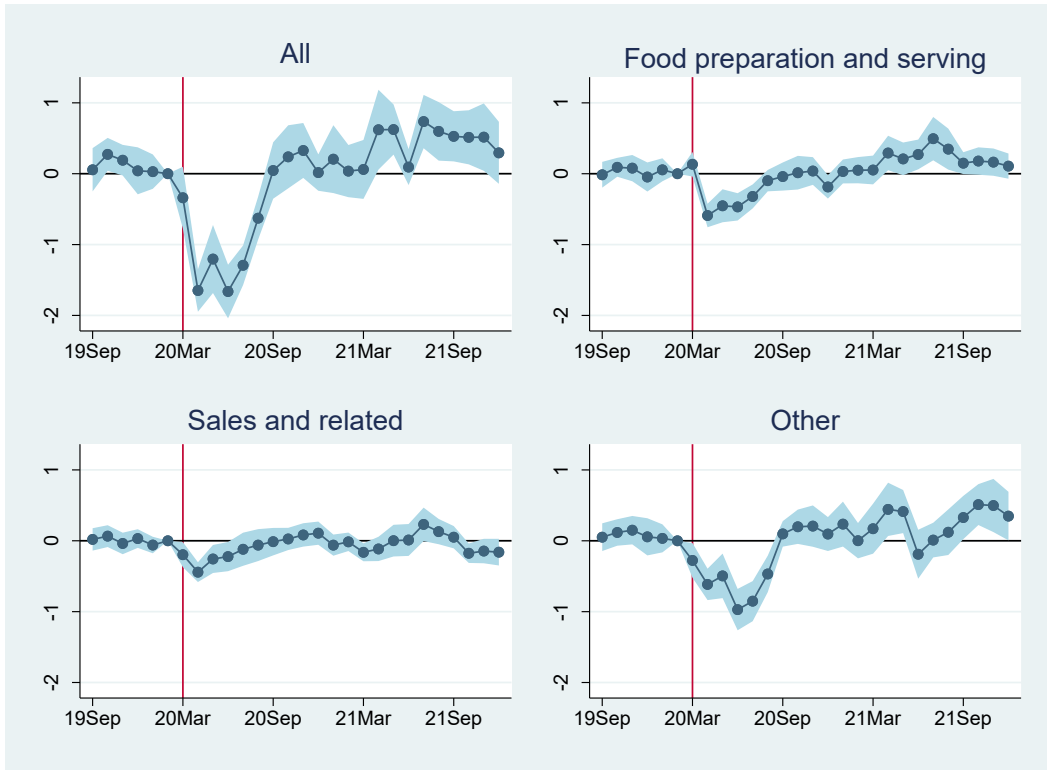 All
1
0
-1
-2
19Sep 20Mar 20Sep 21Mar 21Sep
Food preparation and serving
1
0
-1
-2
19Sep 20Mar 20Sep 21Mar 21Sep
Sales and related
1
0
-1
-2
19Sep 20Mar 20Sep 21Mar 21Sep
Other
1
0
-1
-2
19Sep 20Mar 20Sep 21Mar 21Sep